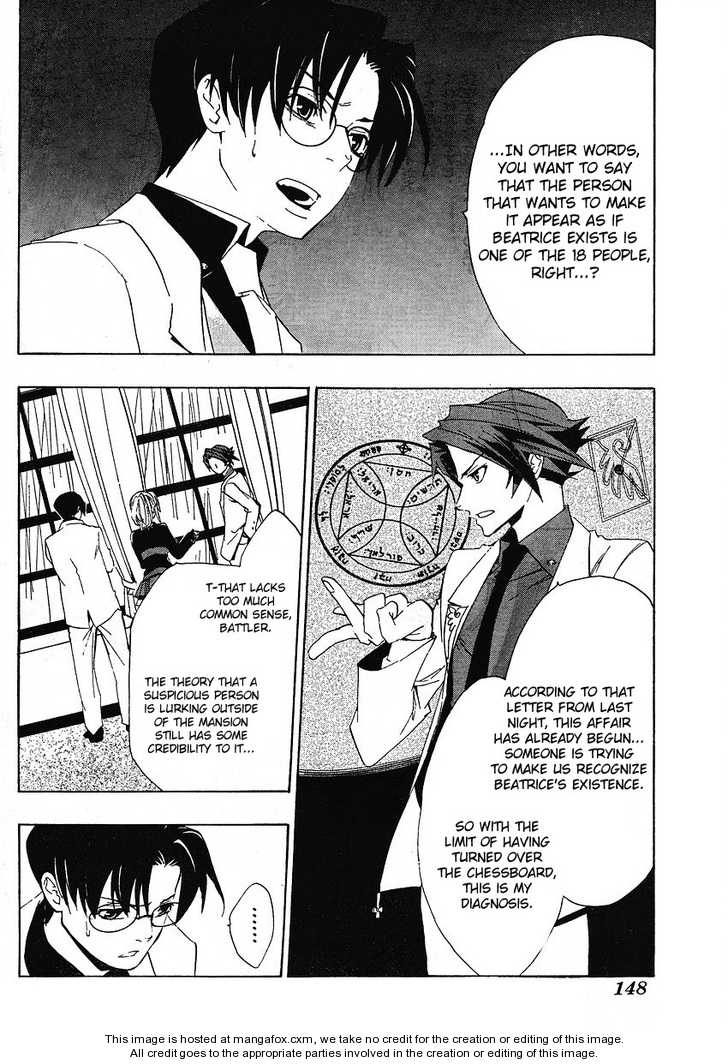 ...IN OTHER WORDS,
YOU WANT TO SAY
THAT THE PERSON
THAT WANTS TO MAKE
IT APPEAR AS IF
BEATRICE EXISTS IS
ONE OF THE 18 PEOPLE,
RIGHT...?
ACCORDING TO THAT
LETTER FROM LAST
NIGHT, THIS AFFAIR
HAS ALREADY BEGUN...
SOMEONE IS TRYING
TO MAKE US RECOGNIZE
BEATRICE'S EXISTENCE.
SO WITH THE
LIMIT OF HAVING
TURNED OVER
THE CHESSBOARD,
THIS IS MY
DIAGNOSIS.
T-THAT LACKS
TOO MUCH
COMMON SENSE,
BATTLER.
THE THEORY THAT A
SUSPICIOUS PERSON
IS LURKING OUTSIDE
OF THE MANSION
STILL HAS SOME
CREDIBILITY TO IT...
......
148
This image is hosted at mangafox.cxm, we take no credit for the creation or editing of this image.
All credit goes to the appropriate parties involved in the creation and editing of this image.